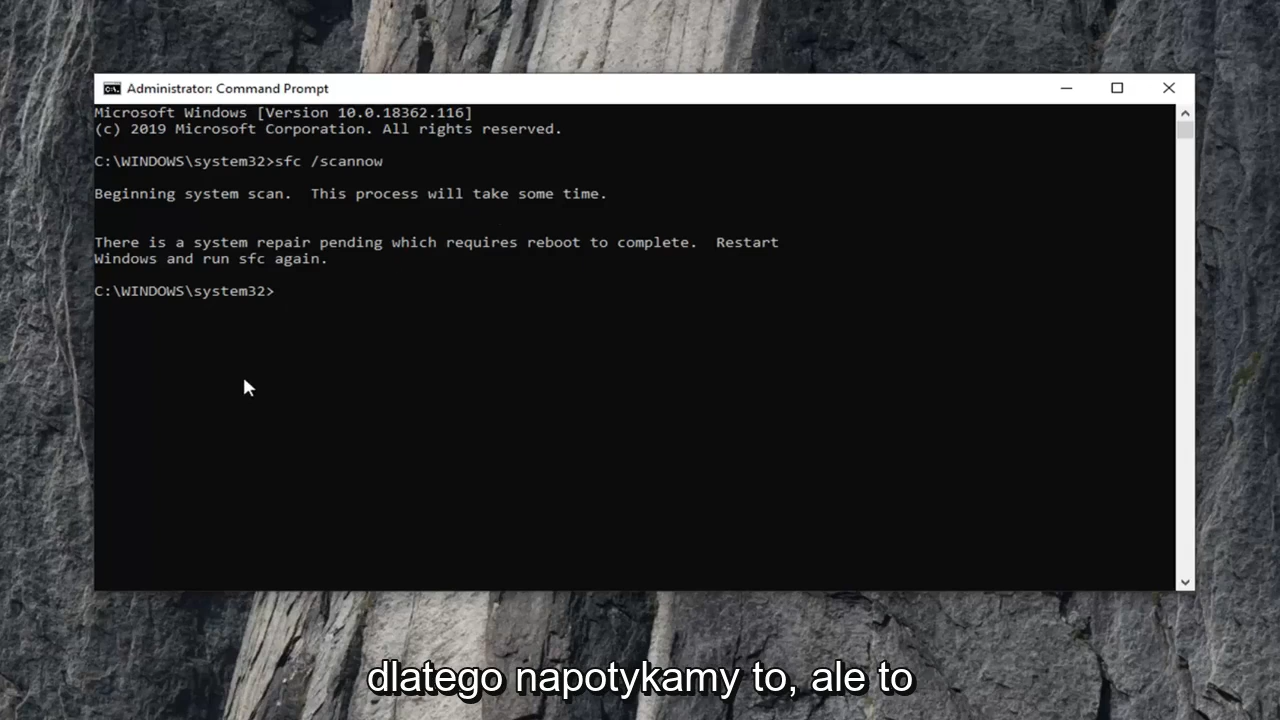 Administrator: Command Prompt
Microsoft Windows [Version 10.0.18362.116]
(c) 2019 Microsoft Corporation. All rights reserved.
C:\WINDOWS\system32>sfc /scannow
Beginning system scan.  This process will take some time.
There is a system repair pending which requires reboot to complete.  Restart
Windows and run sfc again.
C:\WINDOWS\system32>
dlatego napotykamy to, ale to